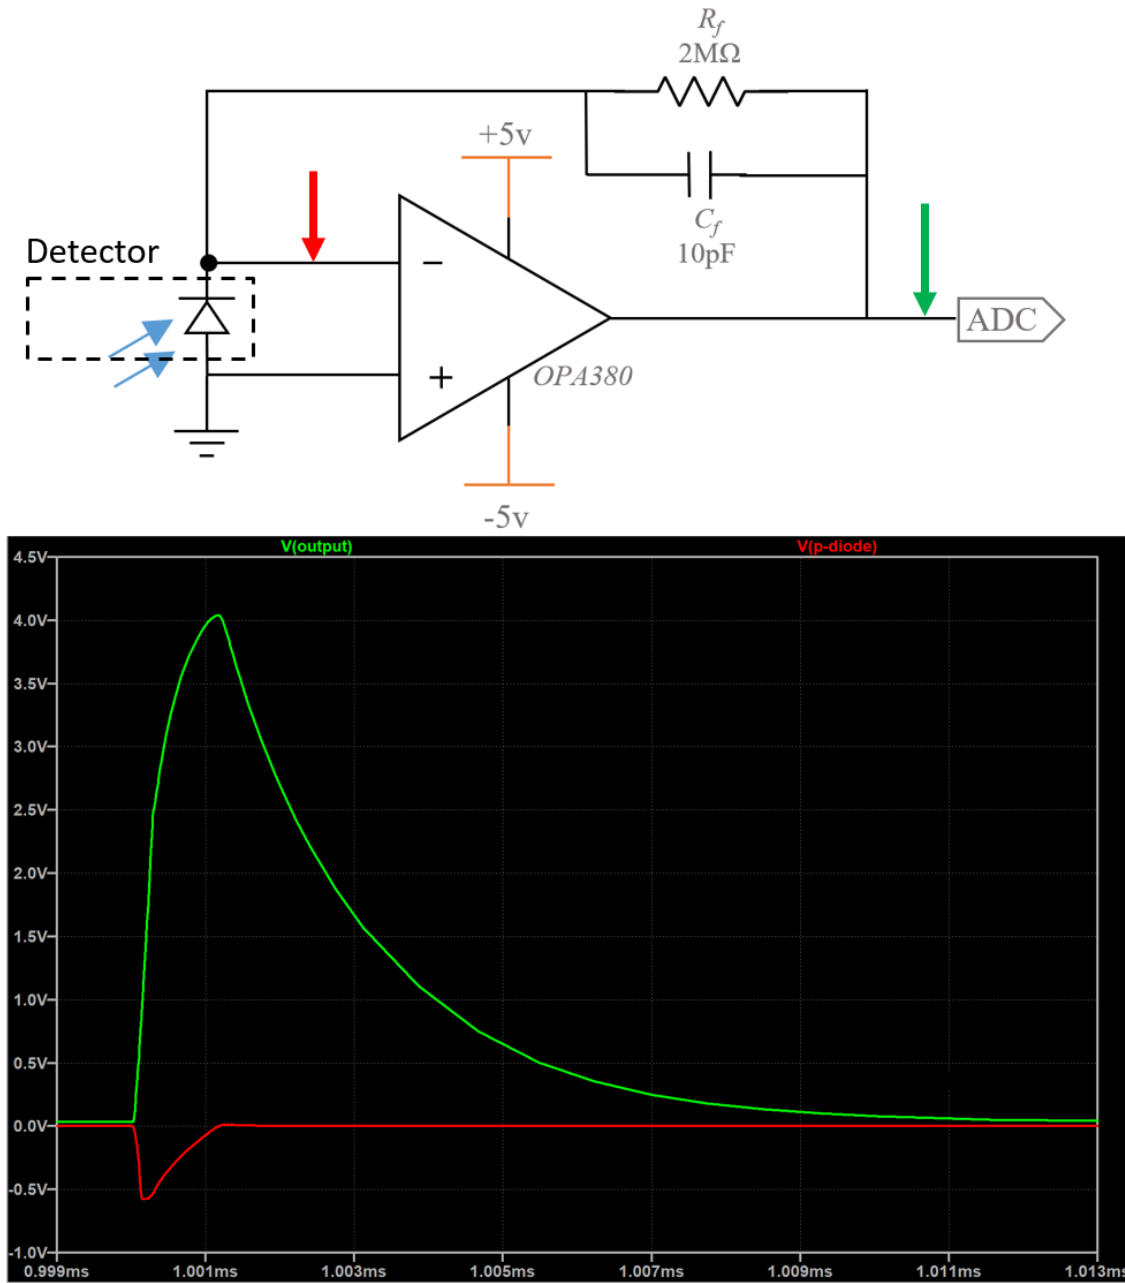 R_f
2MΩ
+5v
C_f
10pF
Detector
−
+
OPA380
ADC
-5v
V(output)
V(p-diode)
4.5V
4.0V
3.5V
3.0V
2.5V
2.0V
1.5V
1.0V
0.5V
0.0V
-0.5V
-1.0V
0.999ms
1.001ms
1.003ms
1.005ms
1.007ms
1.009ms
1.011ms
1.013ms